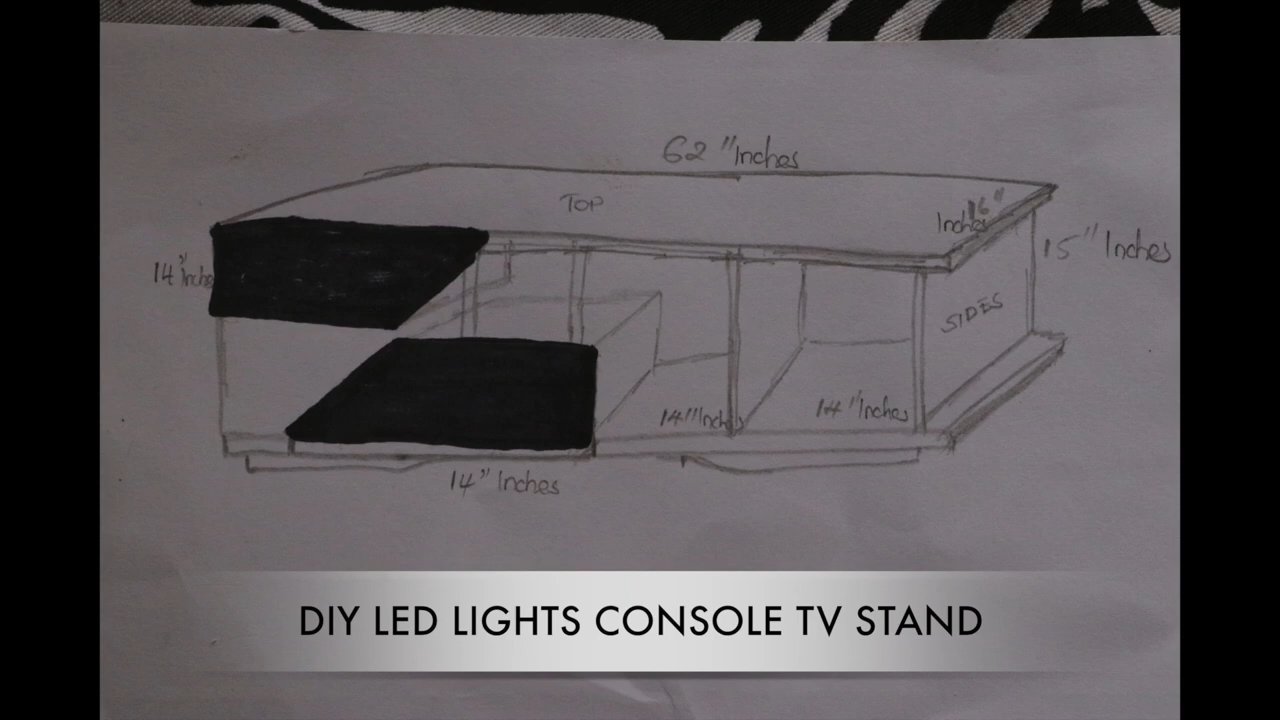 62 "Inches
TOP
16"
Inches
15" Inches
14" Inches
SIDES
14" Inches
14" Inches
14" Inches
DIY LED LIGHTS CONSOLE TV STAND